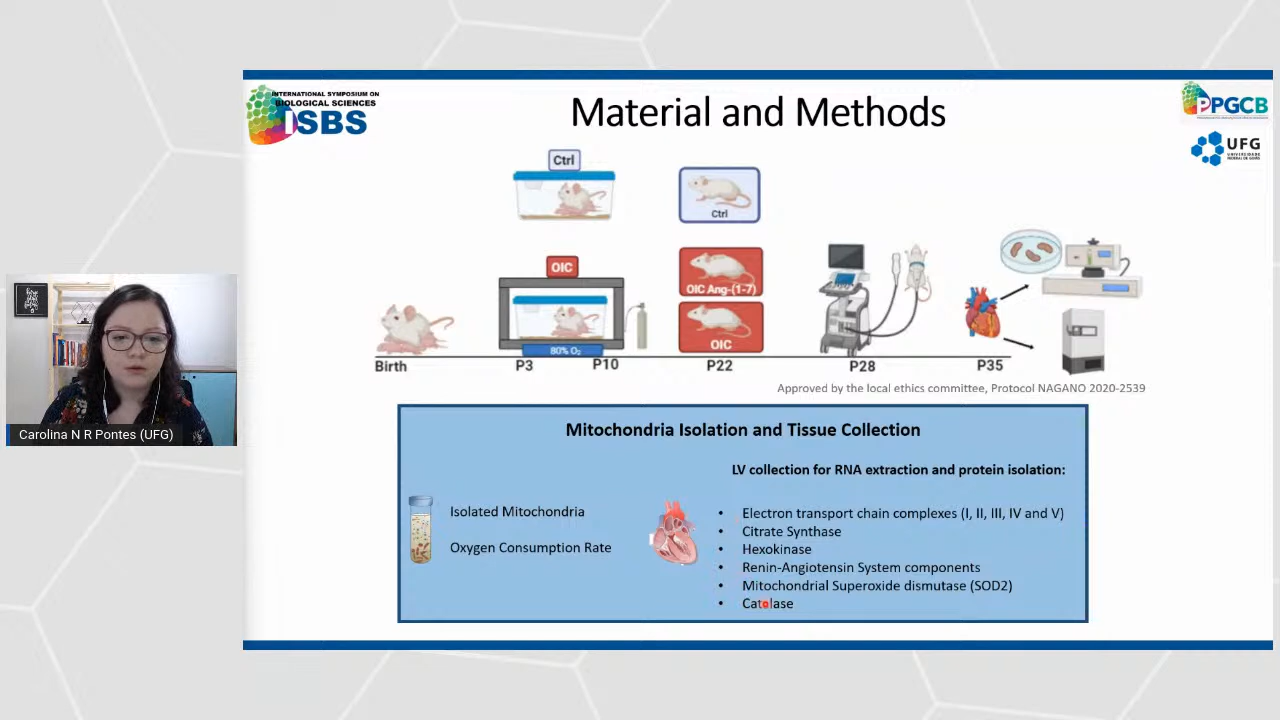 INTERNATIONAL SYMPOSIUM ON
BIOLOGICAL SCIENCES
ISBS
Material and Methods
PPGCB
UFG
UNIVERSIDADE
FEDERAL DE GOIÁS
Ctrl
Ctrl
OIC
OIC Ang-(1-7)
OIC
80% O₂
Birth
P3
P10
P22
P28
P35
Approved by the local ethics committee, Protocol NAGANO 2020-2539
Mitochondria Isolation and Tissue Collection
LV collection for RNA extraction and protein isolation:
Isolated Mitochondria
Oxygen Consumption Rate
• Electron transport chain complexes (I, II, III, IV and V)
• Citrate Synthase
• Hexokinase
• Renin-Angiotensin System components
• Mitochondrial Superoxide dismutase (SOD2)
• Catalase
Carolina N R Pontes (UFG)